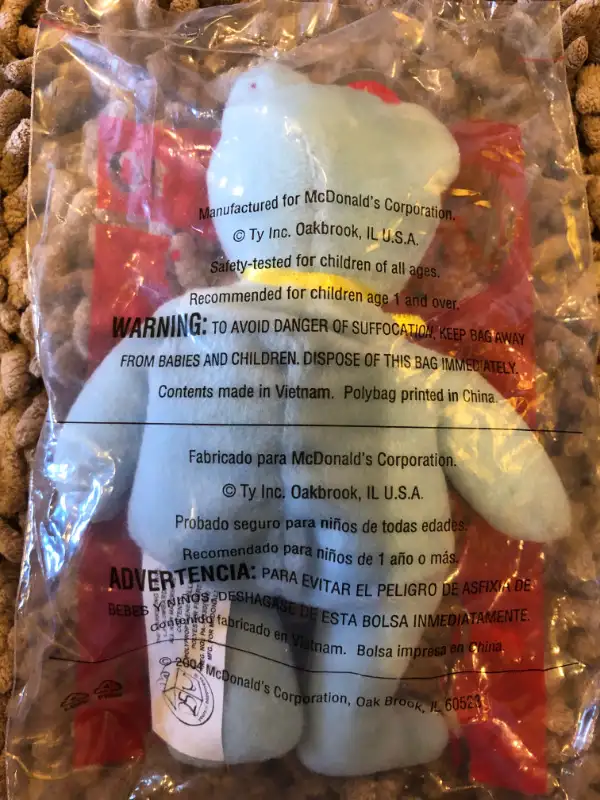 Manufactured for McDonald's Corporation.
© Ty Inc. Oakbrook, IL U.S.A.
Safety-tested for children of all ages.
Recommended for children age 1 and over.
WARNING: TO AVOID DANGER OF SUFFOCATION, KEEP BAG AWAY
FROM BABIES AND CHILDREN. DISPOSE OF THIS BAG IMMEDIATELY.
Contents made in Vietnam. Polybag printed in China.
Fabricado para McDonald's Corporation.
© Ty Inc. Oakbrook, IL U.S.A.
Probado seguro para niños de todas edades.
Recomendado para niños de 1 año o más.
ADVERTENCIA: PARA EVITAR EL PELIGRO DE ASFIXIA DE
BEBES Y NIÑOS, DESHAGASE DE ESTA BOLSA INMEDIATAMENTE.
Contenido fabricado en Vietnam. Bolsa impresa en China.
© 2004 McDonald's Corporation, Oak Brook, IL 60523